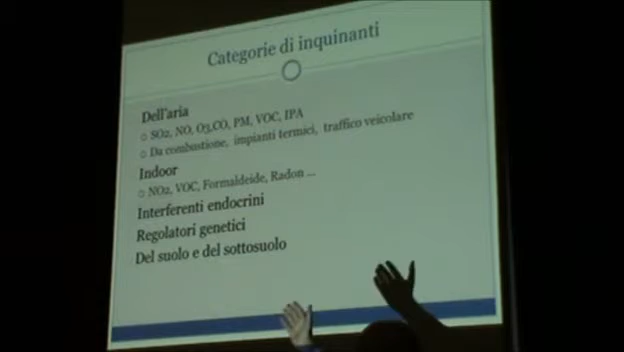 Categorie di inquinanti
Dell'aria
SO2, NO, O3,CO, PM, VOC, IPA
Da combustione, impianti termici, traffico veicolare
Indoor
NO2, VOC, Formaldeide, Radon ...
Interferenti endocrini
Regolatori genetici
Del suolo e del sottosuolo